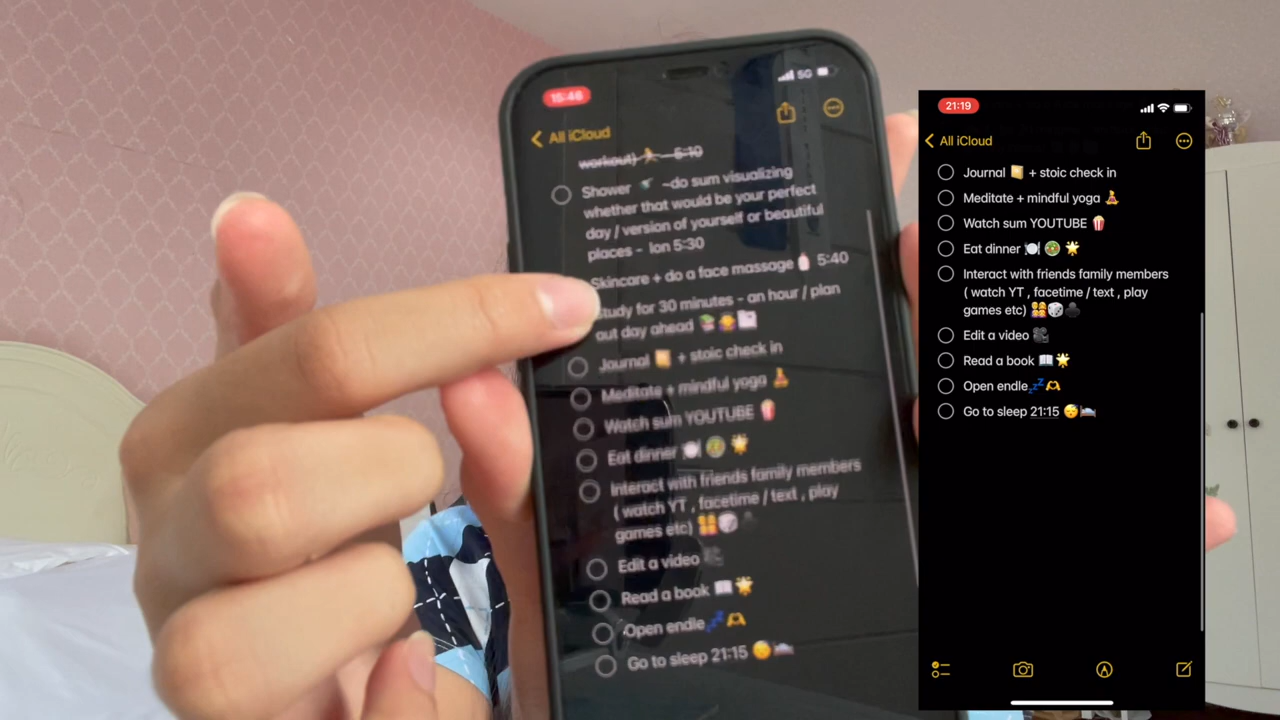 15:46
5G
All iCloud
workout) 5:10
Shower ~do sum visualizing
whether that would be your perfect
day / version of yourself or beautiful
places - Ion 5:30
Skincare + do a face massage 5:40
study for 30 minutes - an hour / plan
out day ahead
Journal + stoic check in
Meditate + mindful yoga
Watch sum YOUTUBE
Eat dinner
Interact with friends family members
( watch YT , facetime / text , play
games etc)
Edit a video
Read a book
Open endle
Go to sleep 21:15
21:19
All iCloud
Journal + stoic check in
Meditate + mindful yoga
Watch sum YOUTUBE
Eat dinner
Interact with friends family members
( watch YT , facetime / text , play
games etc)
Edit a video
Read a book
Open endle
Go to sleep 21:15